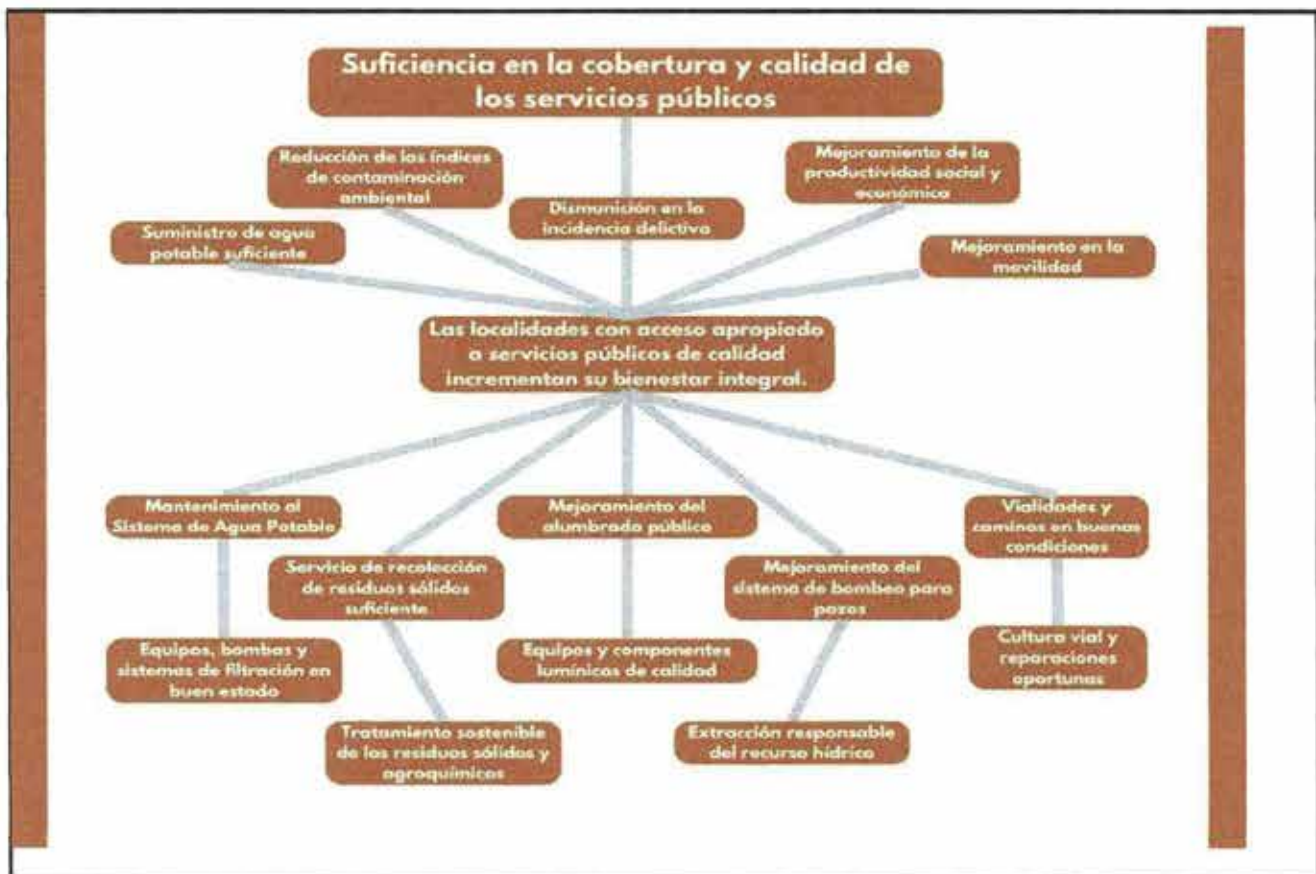 Suficiencia en la cobertura y calidad de
los servicios públicos
Reducción de los índices
de contaminación
ambiental
Mejoramiento de la
productividad social y
económica
Dismunición en la
incidencia delictiva
Suministro de agua
potable suficiente
Mejoramiento en la
movilidad
Las localidades con acceso apropiado
a servicios públicos de calidad
incrementan su bienestar integral.
Mantenimiento al
Sistema de Agua Potable
Mejoramiento del
alumbrado público
Vialidades y
caminos en buenas
condiciones
Servicio de recolección
de residuos sólidos
suficiente
Mejoramiento del
sistema de bombeo para
pozos
Equipos, bombas y
sistemas de filtración en
buen estado
Equipos y componentes
lumínicos de calidad
Cultura vial y
reparaciones
oportunas
Tratamiento sostenible
de los residuos sólidos y
agroquímicos
Extracción responsable
del recurso hídrico